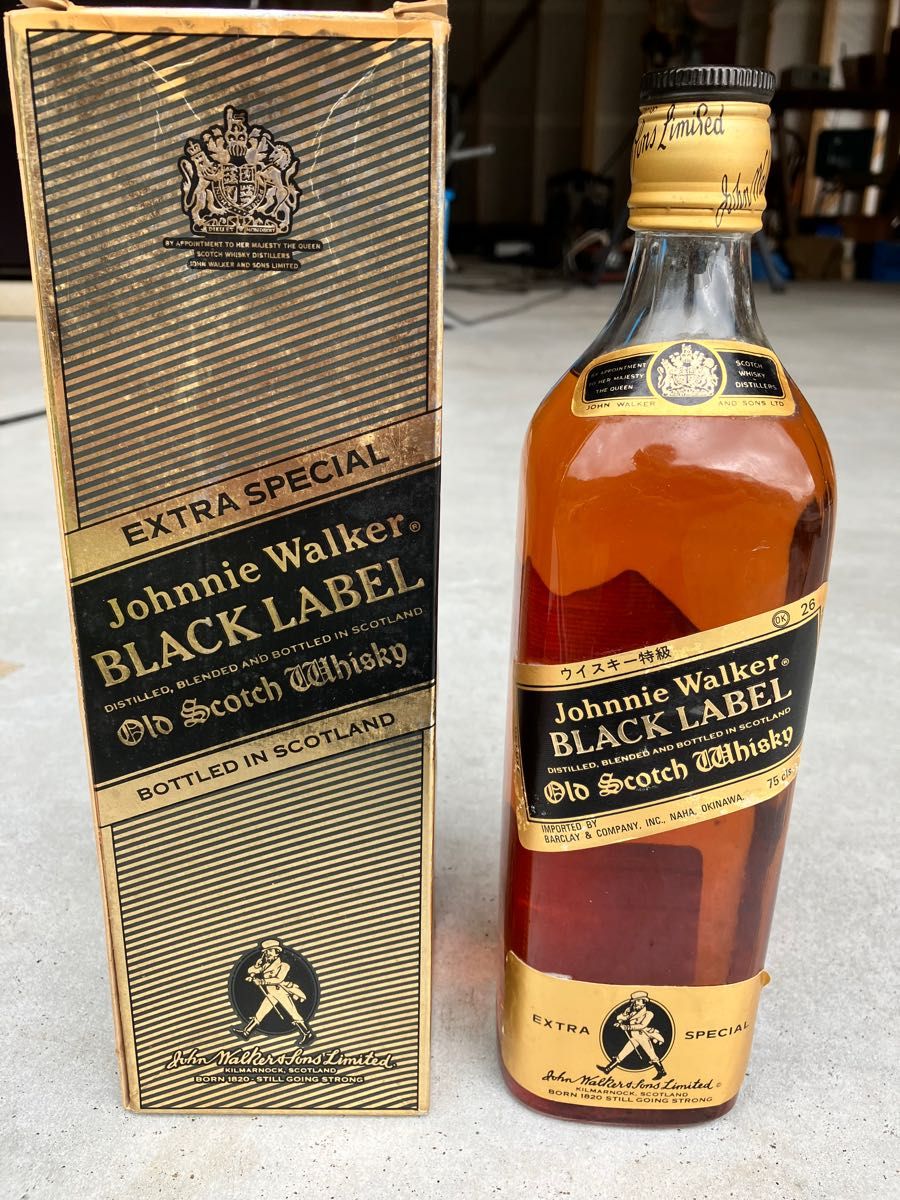 DIEU ET MON DROIT
BY APPOINTMENT TO HER MAJESTY THE QUEEN
SCOTCH WHISKY DISTILLERS
JOHN WALKER AND SONS LIMITED
EXTRA SPECIAL
Johnnie Walker®
BLACK LABEL
DISTILLED, BLENDED AND BOTTLED IN SCOTLAND
Old Scotch Whisky
BOTTLED IN SCOTLAND
John Walker & Sons Limited.
KILMARNOCK, SCOTLAND
BORN 1820 - STILL GOING STRONG
Sons Limited
John
BY APPOINTMENT
TO HER MAJESTY
THE QUEEN
SCOTCH
WHISKY
DISTILLERS
JOHN WALKER AND SONS LTD
OK 26
ウイスキー特級
Johnnie Walker®
BLACK LABEL
DISTILLED, BLENDED AND BOTTLED IN SCOTLAND
Old Scotch Whisky
75 cls.
IMPORTED BY
BARCLAY & COMPANY, INC., NAHA, OKINAWA.
EXTRA SPECIAL
John Walker & Sons Limited
KILMARNOCK, SCOTLAND
BORN 1820 STILL GOING STRONG